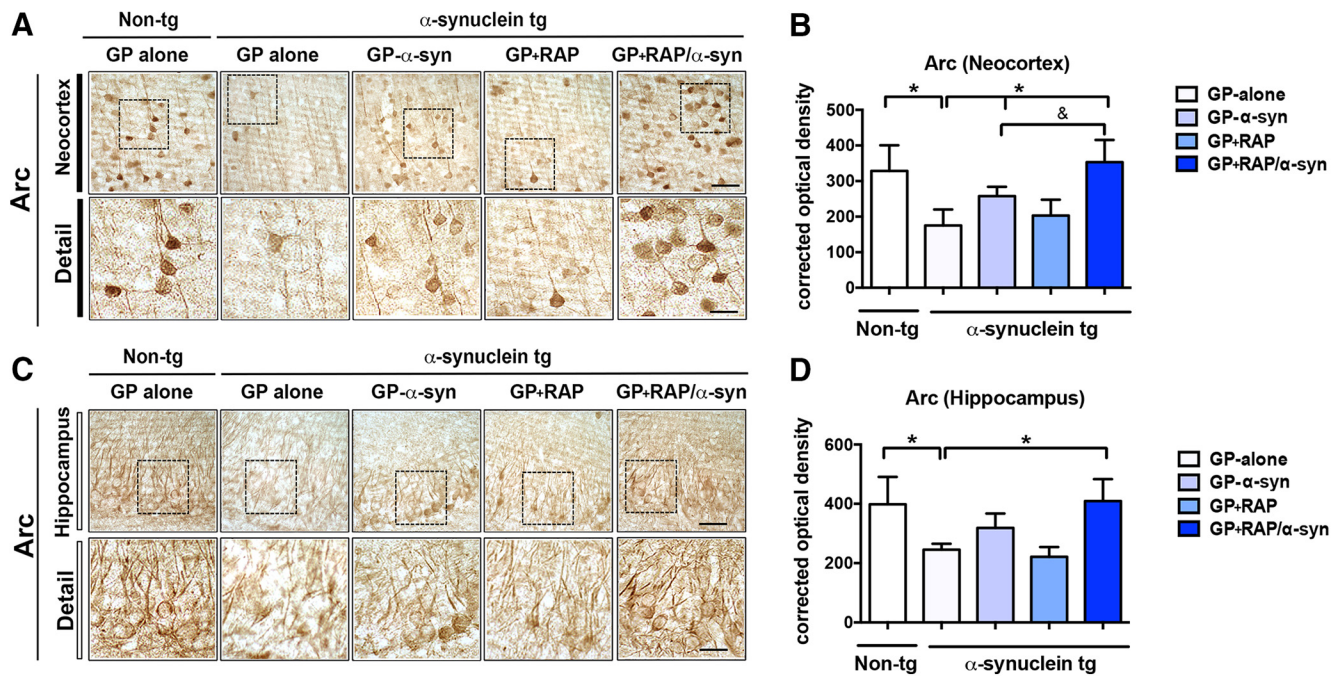 A
Non-tg α-synuclein tg
GP alone GP alone GP-α-syn GP+RAP GP+RAP/α-syn
Arc
Neocortex
Detail
B
Arc (Neocortex)
corrected optical density
500
400
300
200
100
0
* *
&
Non-tg α-synuclein tg
GP-alone
GP-α-syn
GP+RAP
GP+RAP/α-syn
C
Non-tg α-synuclein tg
GP alone GP alone GP-α-syn GP+RAP GP+RAP/α-syn
Arc
Hippocampus
Detail
D
Arc (Hippocampus)
corrected optical density
600
400
200
0
* *
Non-tg α-synuclein tg
GP-alone
GP-α-syn
GP+RAP
GP+RAP/α-syn